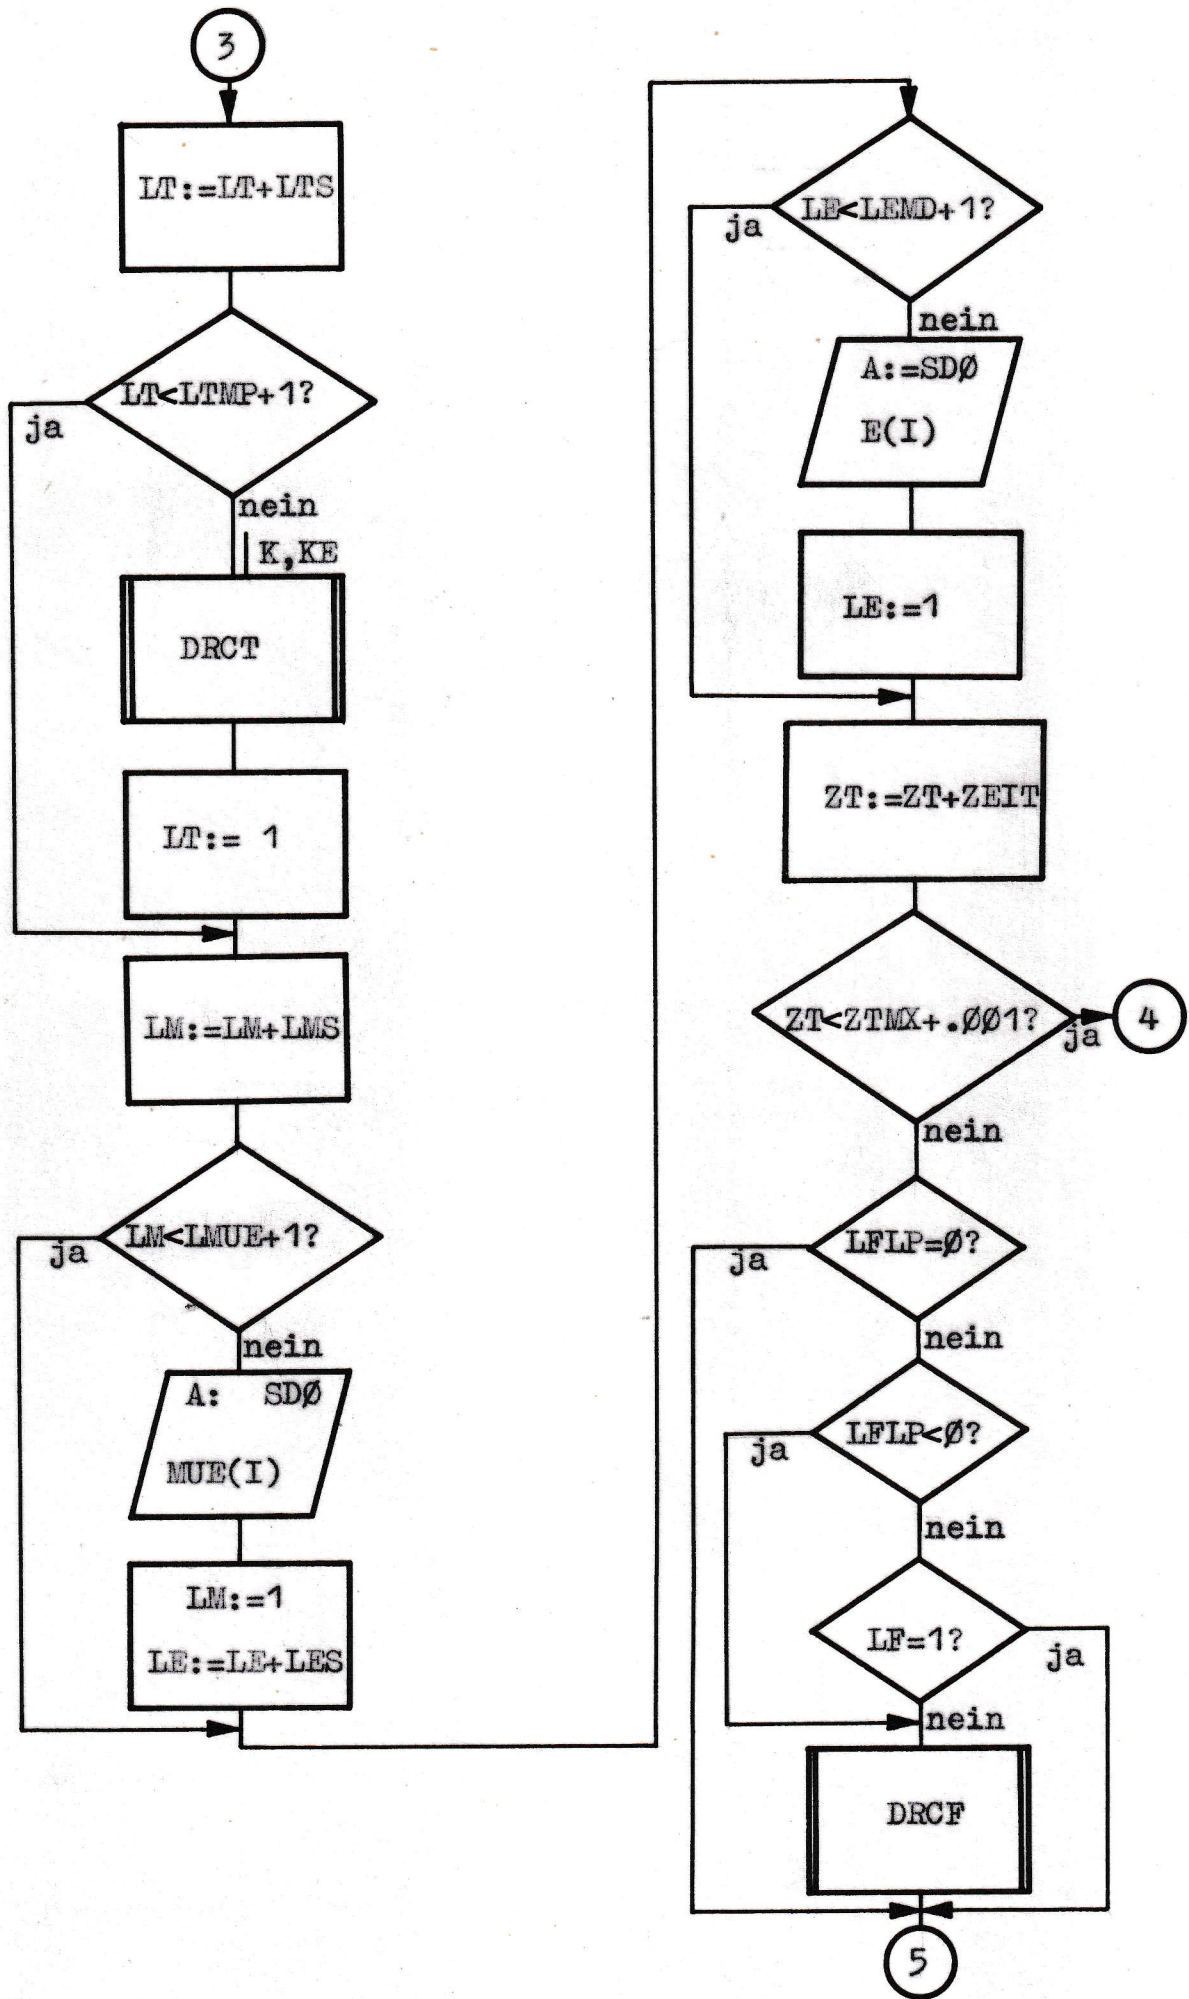 3
LT:=LT+LTS
LT<LTMP+1?
ja
nein
K,KE
DRCT
LT:= 1
LM:=LM+LMS
LM<LMUE+1?
ja
nein
A: SDØ
MUE(I)
LM:=1
LE:=LE+LES
LE<LEMD+1?
ja
nein
A:=SDØ
E(I)
LE:=1
ZT:=ZT+ZEIT
ZT<ZTMX+.ØØ1?
ja
4
nein
LFLP=Ø?
ja
nein
LFLP<Ø?
ja
nein
LF=1?
ja
nein
DRCF
5